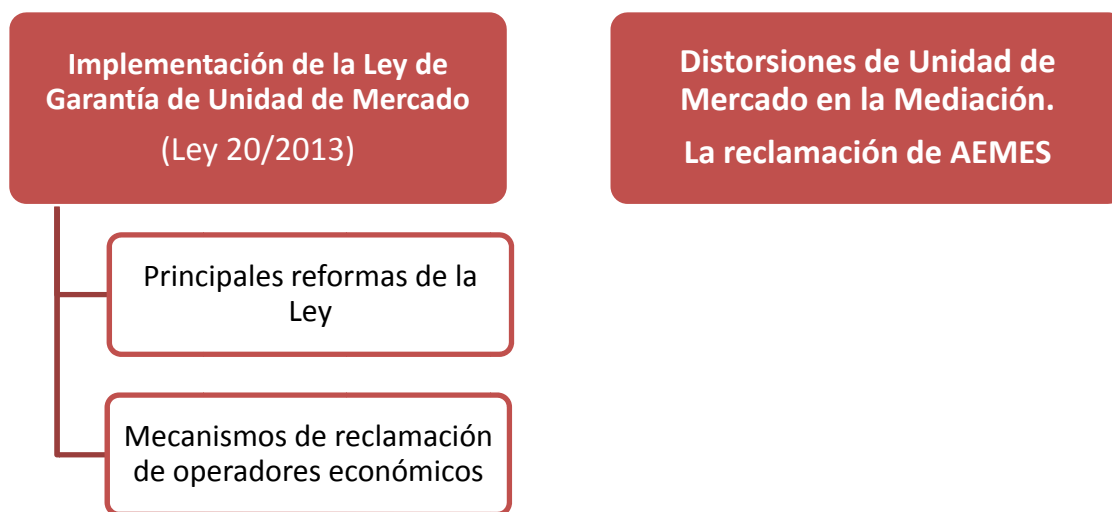 Implementación de la Ley de
Garantía de Unidad de Mercado
(Ley 20/2013)
Principales reformas de la
Ley
Mecanismos de reclamación
de operadores económicos
Distorsiones de Unidad de
Mercado en la Mediación.
La reclamación de AEMES